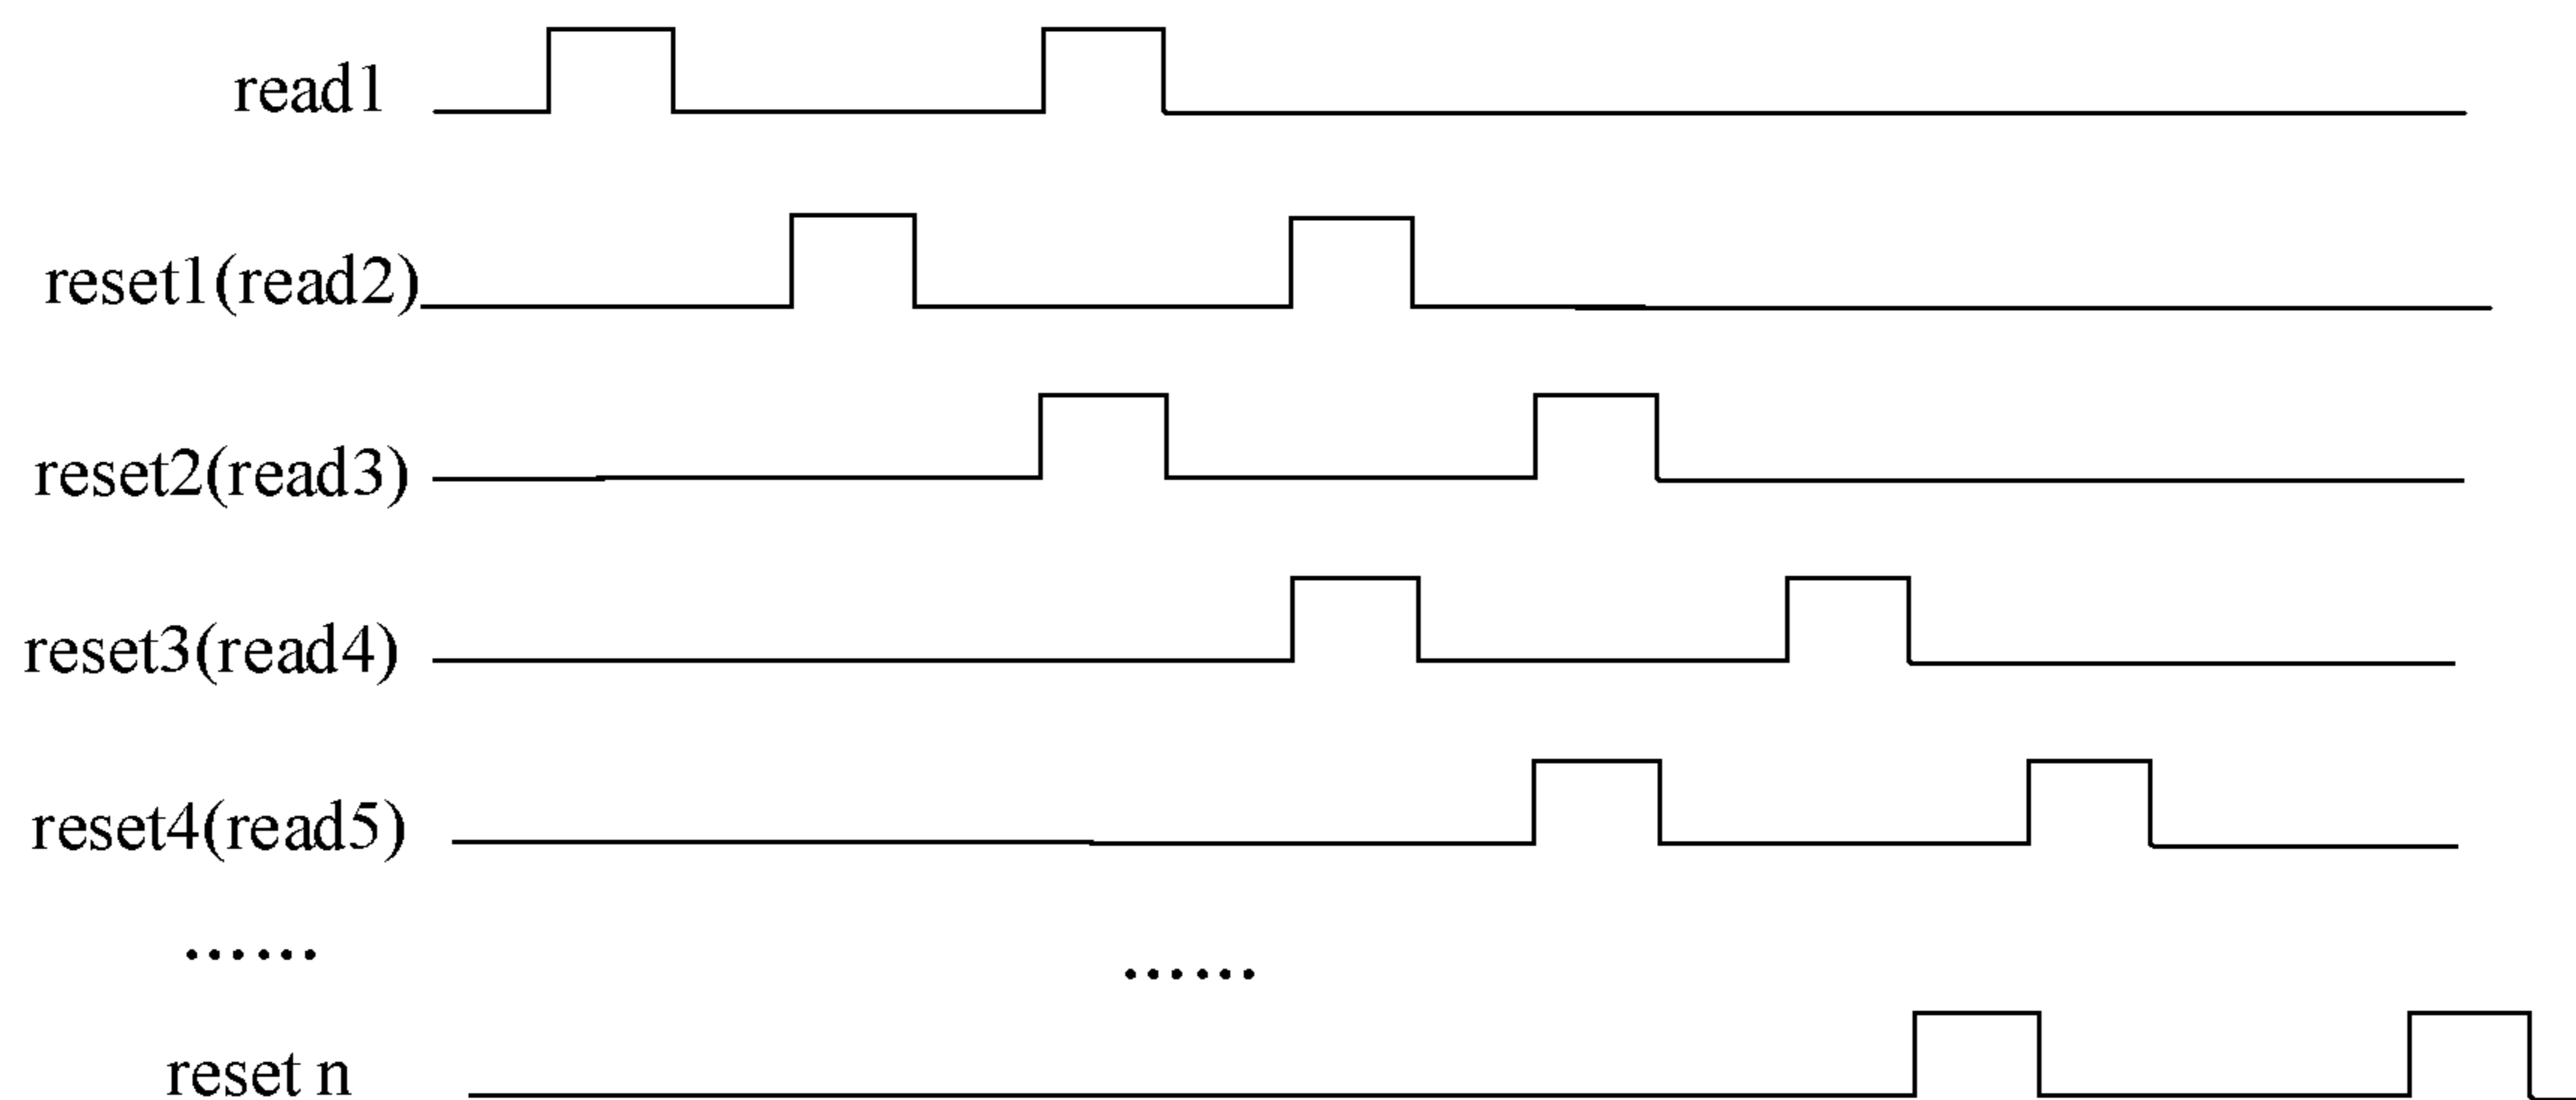 read1
reset1(read2)
reset2(read3)
reset3(read4)
reset4(read5)
······
······
reset n